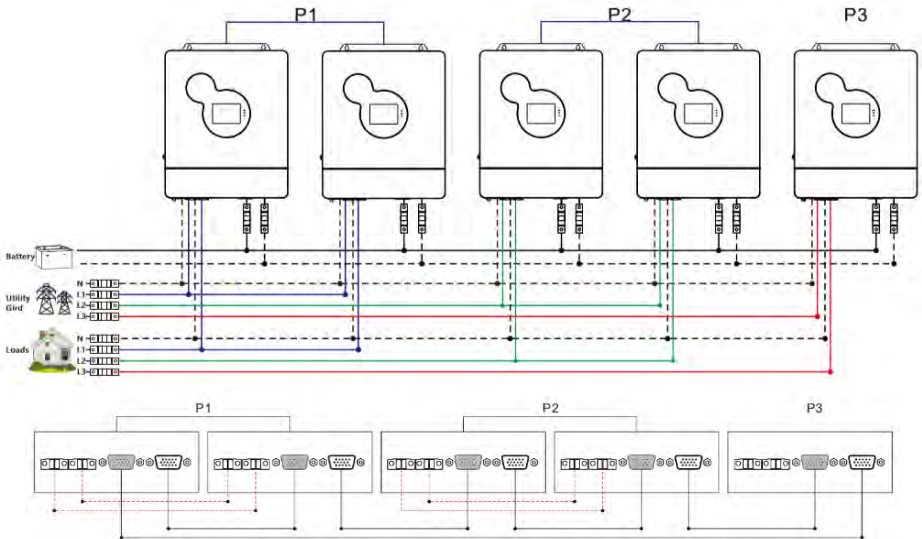 P1 P2 P3
Battery
N
L1
Utility
Gird
L2
L3
N
Loads
L1
L2
L3
P1 P2 P3